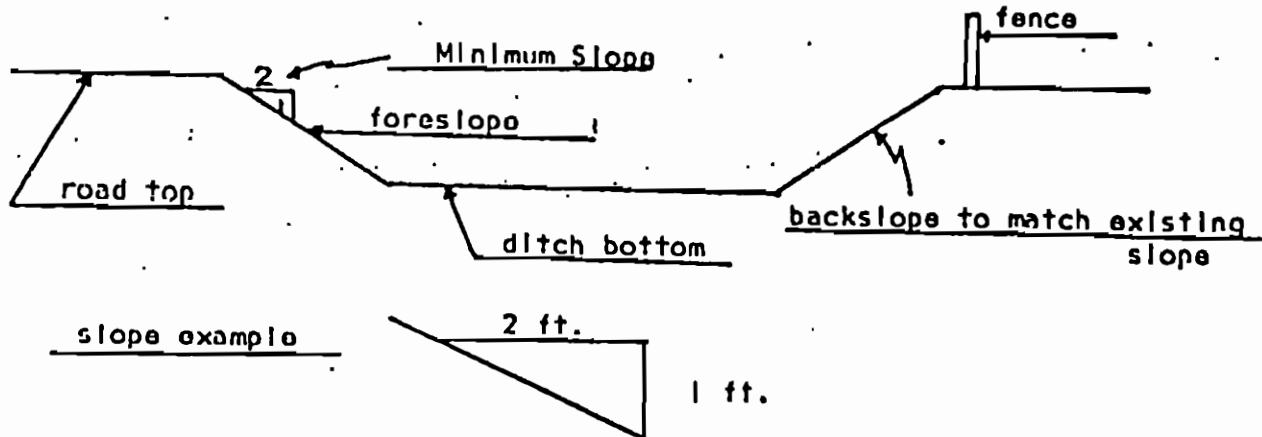 fence
Minimum Slope
2
1
foreslope
road top
backslope to match existing
slope
ditch bottom
slope example
2 ft.
1 ft.